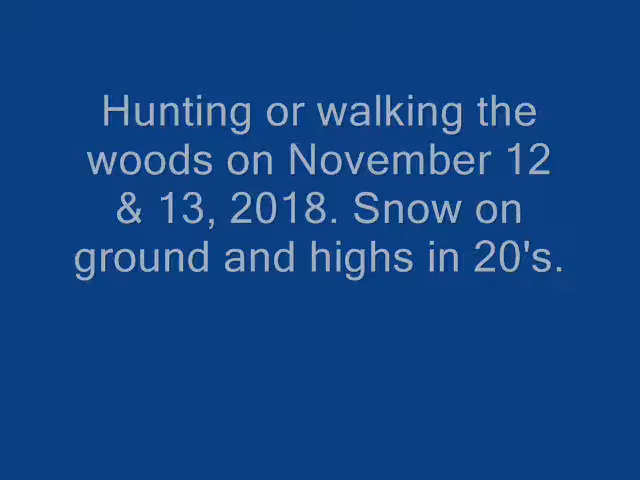 Hunting or walking the
woods on November 12
& 13, 2018. Snow on
ground and highs in 20's.